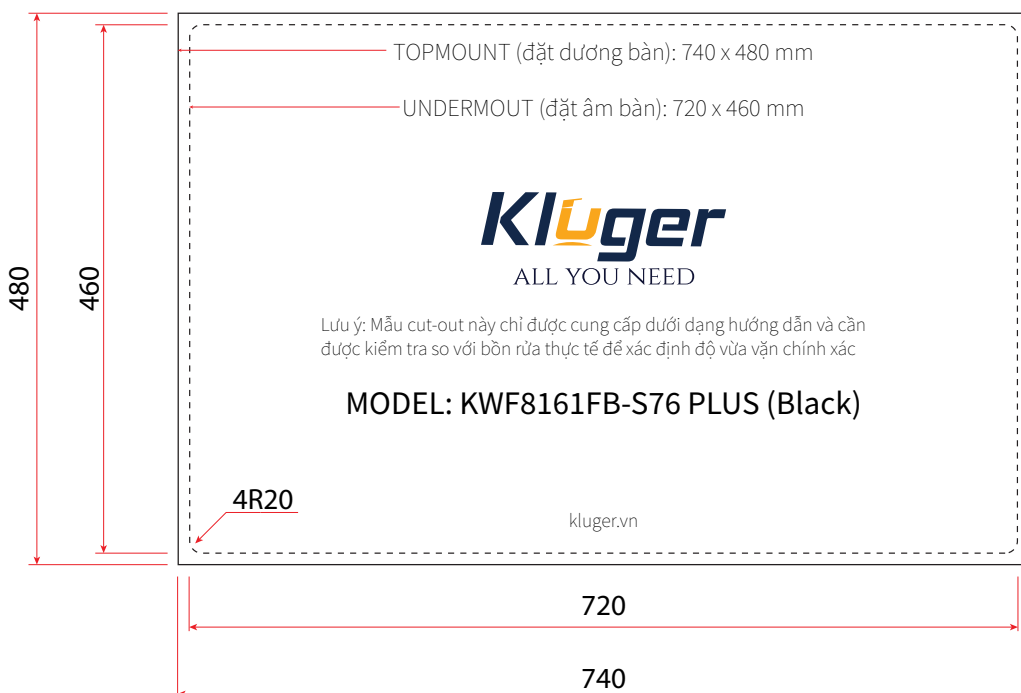 TOPMOUNT (đặt dương bàn): 740 x 480 mm
UNDERMOUT (đặt âm bàn): 720 x 460 mm
480
460
Kluger
ALL YOU NEED
Lưu ý: Mẫu cut-out này chỉ được cung cấp dưới dạng hướng dẫn và cần
được kiểm tra so với bồn rửa thực tế để xác định độ vừa vặn chính xác
MODEL: KWF8161FB-S76 PLUS (Black)
4R20
kluger.vn
720
740